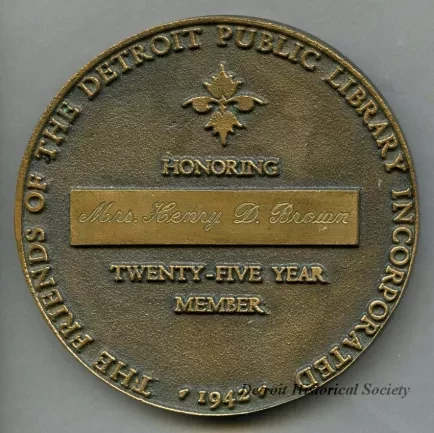 THE FRIENDS OF THE DETROIT PUBLIC LIBRARY INCORPORATED
HONORING
Mrs. Henry D. Brown
TWENTY-FIVE YEAR
MEMBER
1942
Detroit Historical Society